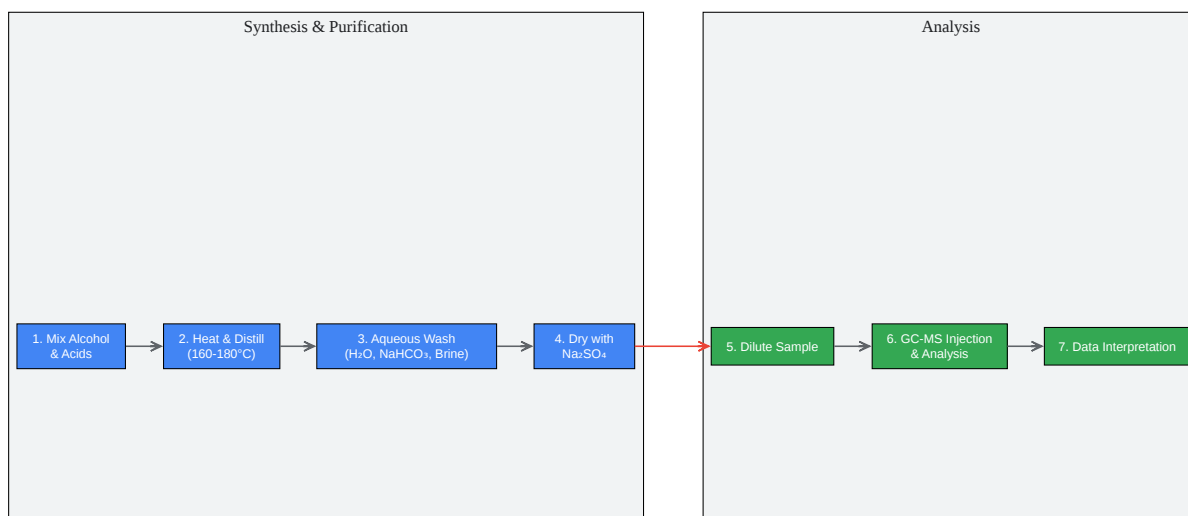 Synthesis & Purification
Analysis
1. Mix Alcohol
& Acids
2. Heat & Distill
(160-180°C)
3. Aqueous Wash
(H₂O, NaHCO₃, Brine)
4. Dry with
Na₂SO₄
5. Dilute Sample
6. GC-MS Injection
& Analysis
7. Data Interpretation